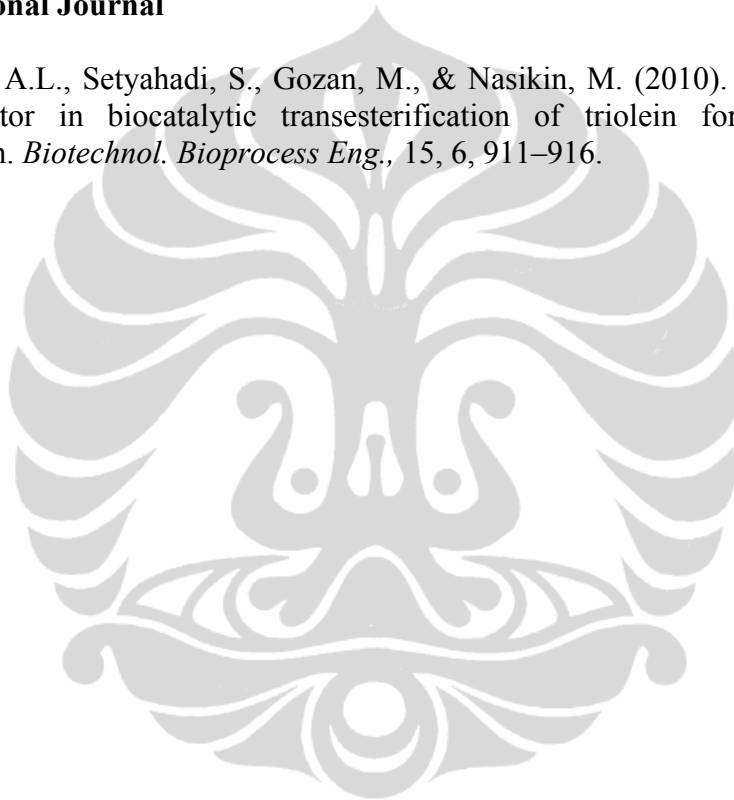 onal Journal
A.L., Setyahadi, S., Gozan, M., & Nasikin, M. (2010).
tor in biocatalytic transesterification of triolein for
n. Biotechnol. Bioprocess Eng., 15, 6, 911–916.